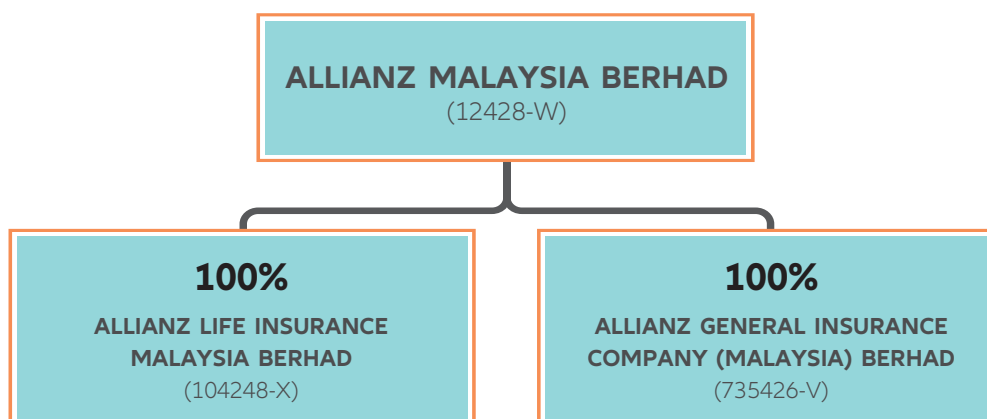 ALLIANZ MALAYSIA BERHAD
(12428-W)
100%
ALLIANZ LIFE INSURANCE
MALAYSIA BERHAD
(104248-X)
100%
ALLIANZ GENERAL INSURANCE
COMPANY (MALAYSIA) BERHAD
(735426-V)